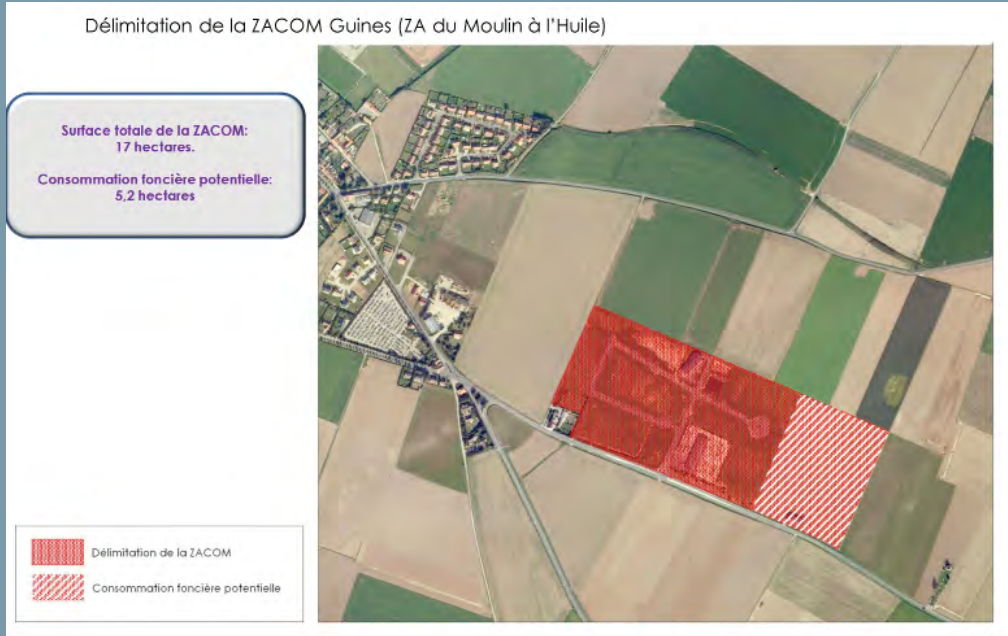 Délimitation de la ZACOM Guines (ZA du Moulin à l'Huile)
Surface totale de la ZACOM:
17 hectares.
Consommation foncière potentielle:
5,2 hectares
Délimitation de la ZACOM
Consommation foncière potentielle